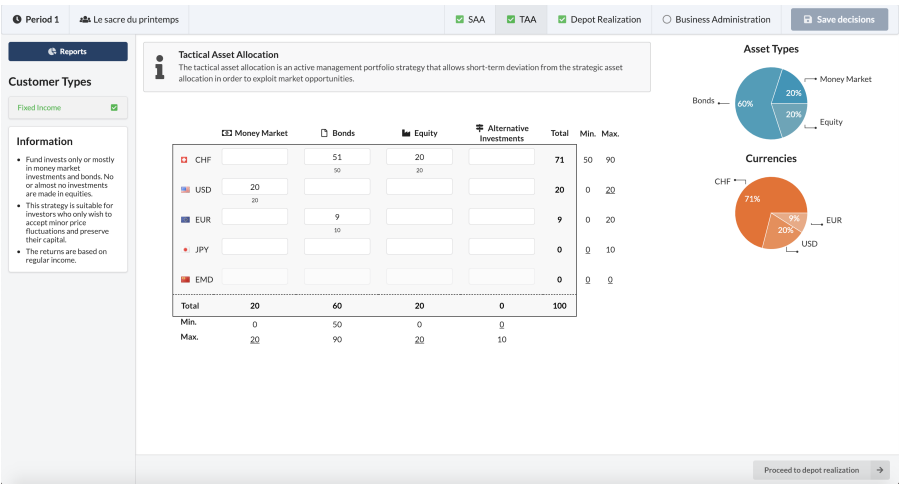 Period 1
Le sacre du printemps
SAA
TAA
Depot Realization
Business Administration
Save decisions
Reports
Customer Types
Fixed Income
Information
Fund invests only or mostly
in money market
investments and bonds. No
or almost no investments
are made in equities.
This strategy is suitable for
investors who only wish to
accept minor price
fluctuations and preserve
their capital.
The returns are based on
regular income.
Tactical Asset Allocation
The tactical asset allocation is an active management portfolio strategy that allows short-term deviation from the strategic asset
allocation in order to exploit market opportunities.
Money Market Bonds Equity Alternative Investments Total Min. Max.
CHF 51 20 71 50 90
50 20
USD 20 20 0 20
20
EUR 9 9 0 20
10
JPY 0 0 10
EMD 0 0 0
Total 20 60 20 0 100
Min. 0 50 0 0
Max. 20 90 20 10
Asset Types
Money Market
20%
Bonds
60%
20%
Equity
Currencies
CHF
71%
9%
EUR
20%
USD
Proceed to depot realization